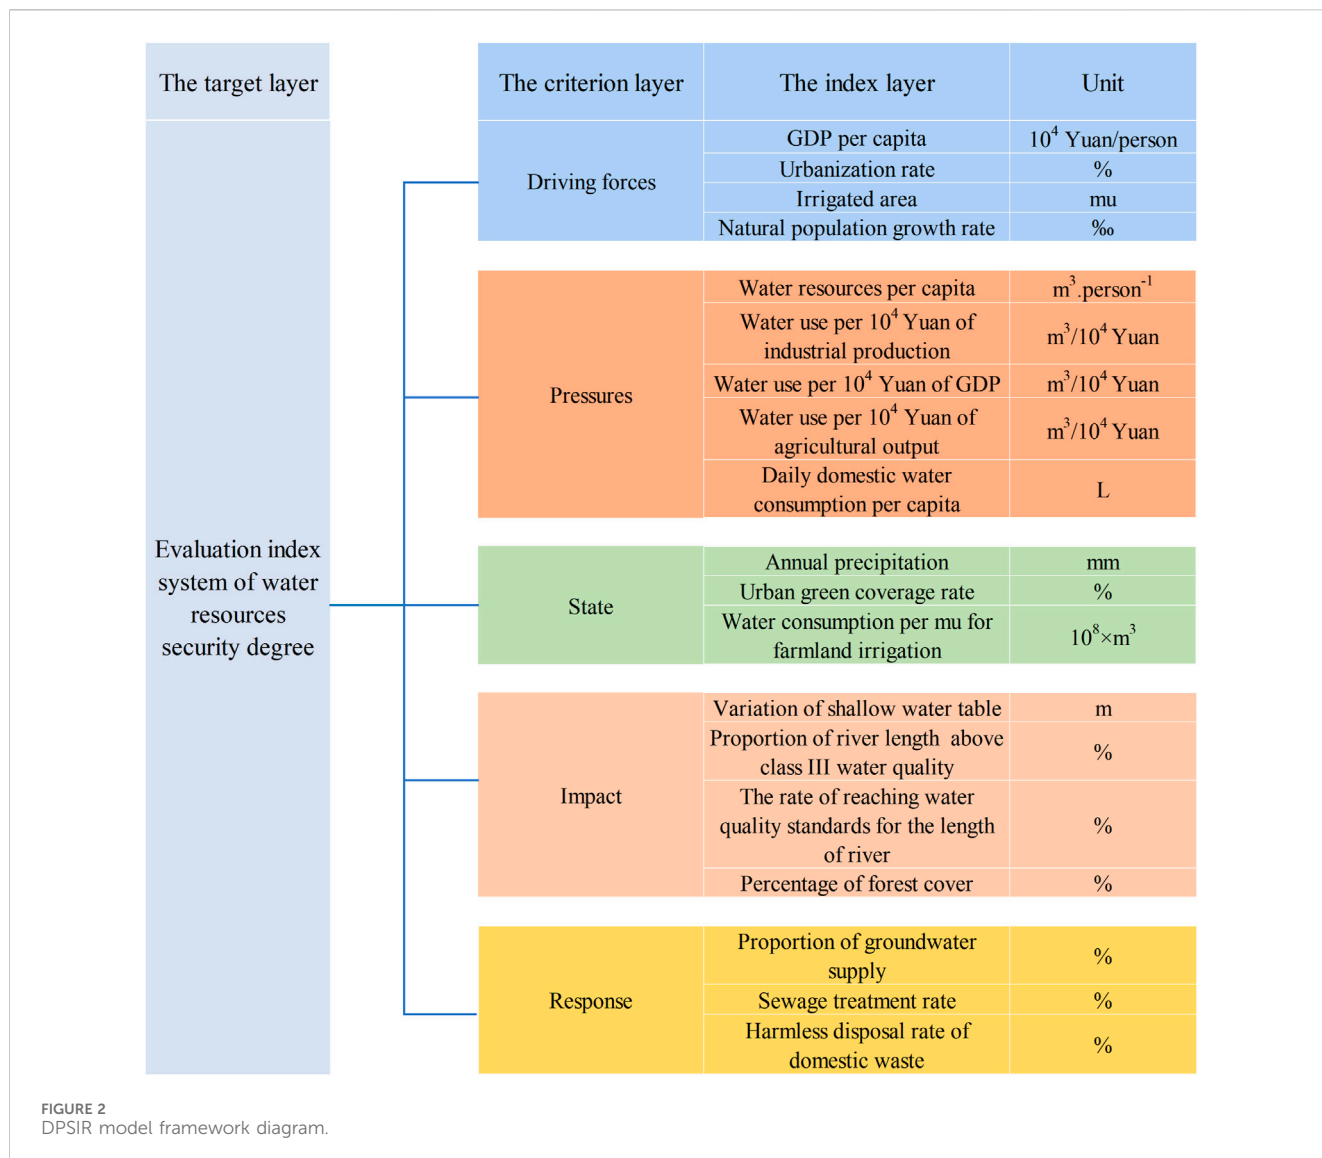 The target layer
The criterion layer
The index layer
Unit
Evaluation index
system of water
resources
security degree
Driving forces
GDP per capita
10⁴ Yuan/person
Urbanization rate
%
Irrigated area
mu
Natural population growth rate
‰
Pressures
Water resources per capita
m³.person⁻¹
Water use per 10⁴ Yuan of
industrial production
m³/10⁴ Yuan
Water use per 10⁴ Yuan of GDP
m³/10⁴ Yuan
Water use per 10⁴ Yuan of
agricultural output
m³/10⁴ Yuan
Daily domestic water
consumption per capita
L
State
Annual precipitation
mm
Urban green coverage rate
%
Water consumption per mu for
farmland irrigation
10⁸×m³
Impact
Variation of shallow water table
m
Proportion of river length above
class III water quality
%
The rate of reaching water
quality standards for the length
of river
%
Percentage of forest cover
%
Response
Proportion of groundwater
supply
%
Sewage treatment rate
%
Harmless disposal rate of
domestic waste
%
FIGURE 2
DPSIR model framework diagram.